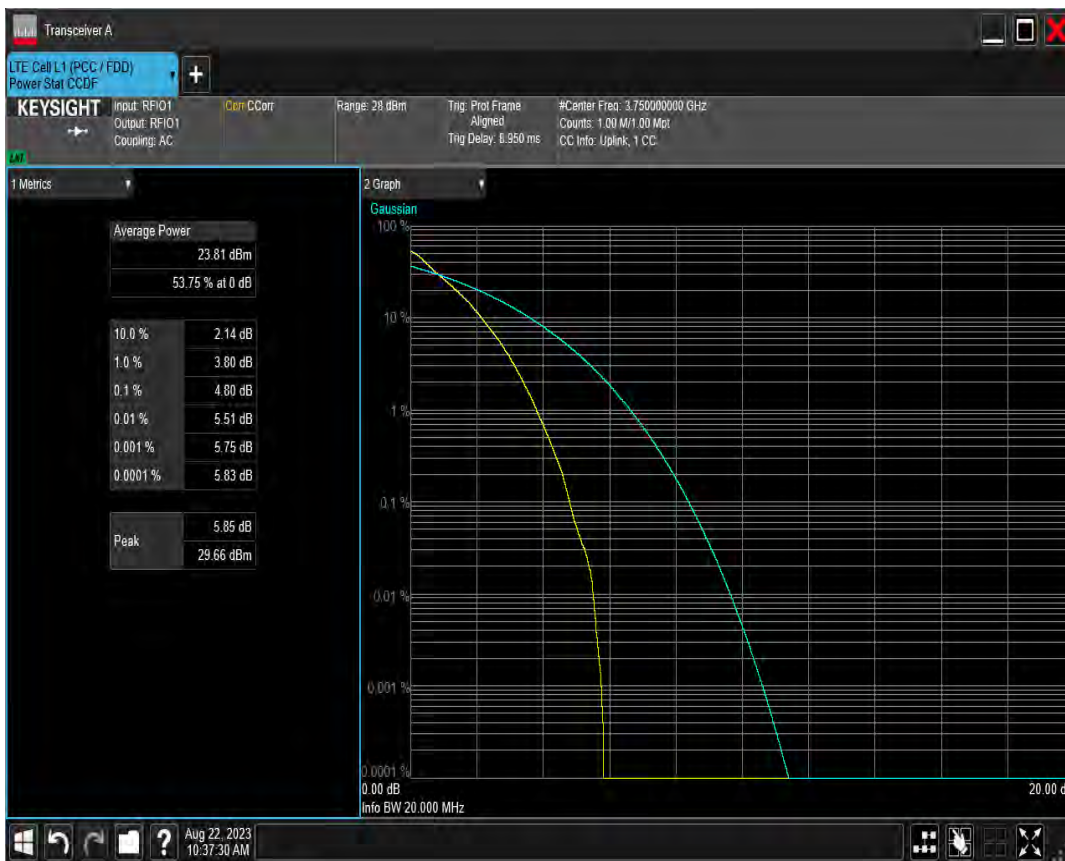 Transceiver A
LTE Cell L1 (PCC / FDD)
Power Stat CCDF
+
KEYSIGHT
Input: RFIO1
Output: RFIO1
Coupling: AC
Corr CCorr
Range: 28 dBm
Trig: Prot Frame
Aligned
Trig Delay: 6.950 ms
#Center Freq: 3.750000000 GHz
Counts: 1.00 M/1.00 Mpt
CC Info: Uplink, 1 CC
1 Metrics
Average Power
23.81 dBm
53.75 % at 0 dB
10.0 % 2.14 dB
1.0 % 3.80 dB
0.1 % 4.80 dB
0.01 % 5.51 dB
0.001 % 5.75 dB
0.0001 % 5.83 dB
Peak
5.85 dB
29.66 dBm
2 Graph
Gaussian
100 %
10 %
1 %
0.1 %
0.01 %
0.001 %
0.0001 %
0.00 dB
20.00 d
Info BW 20.000 MHz
?
Aug 22, 2023
10:37:30 AM